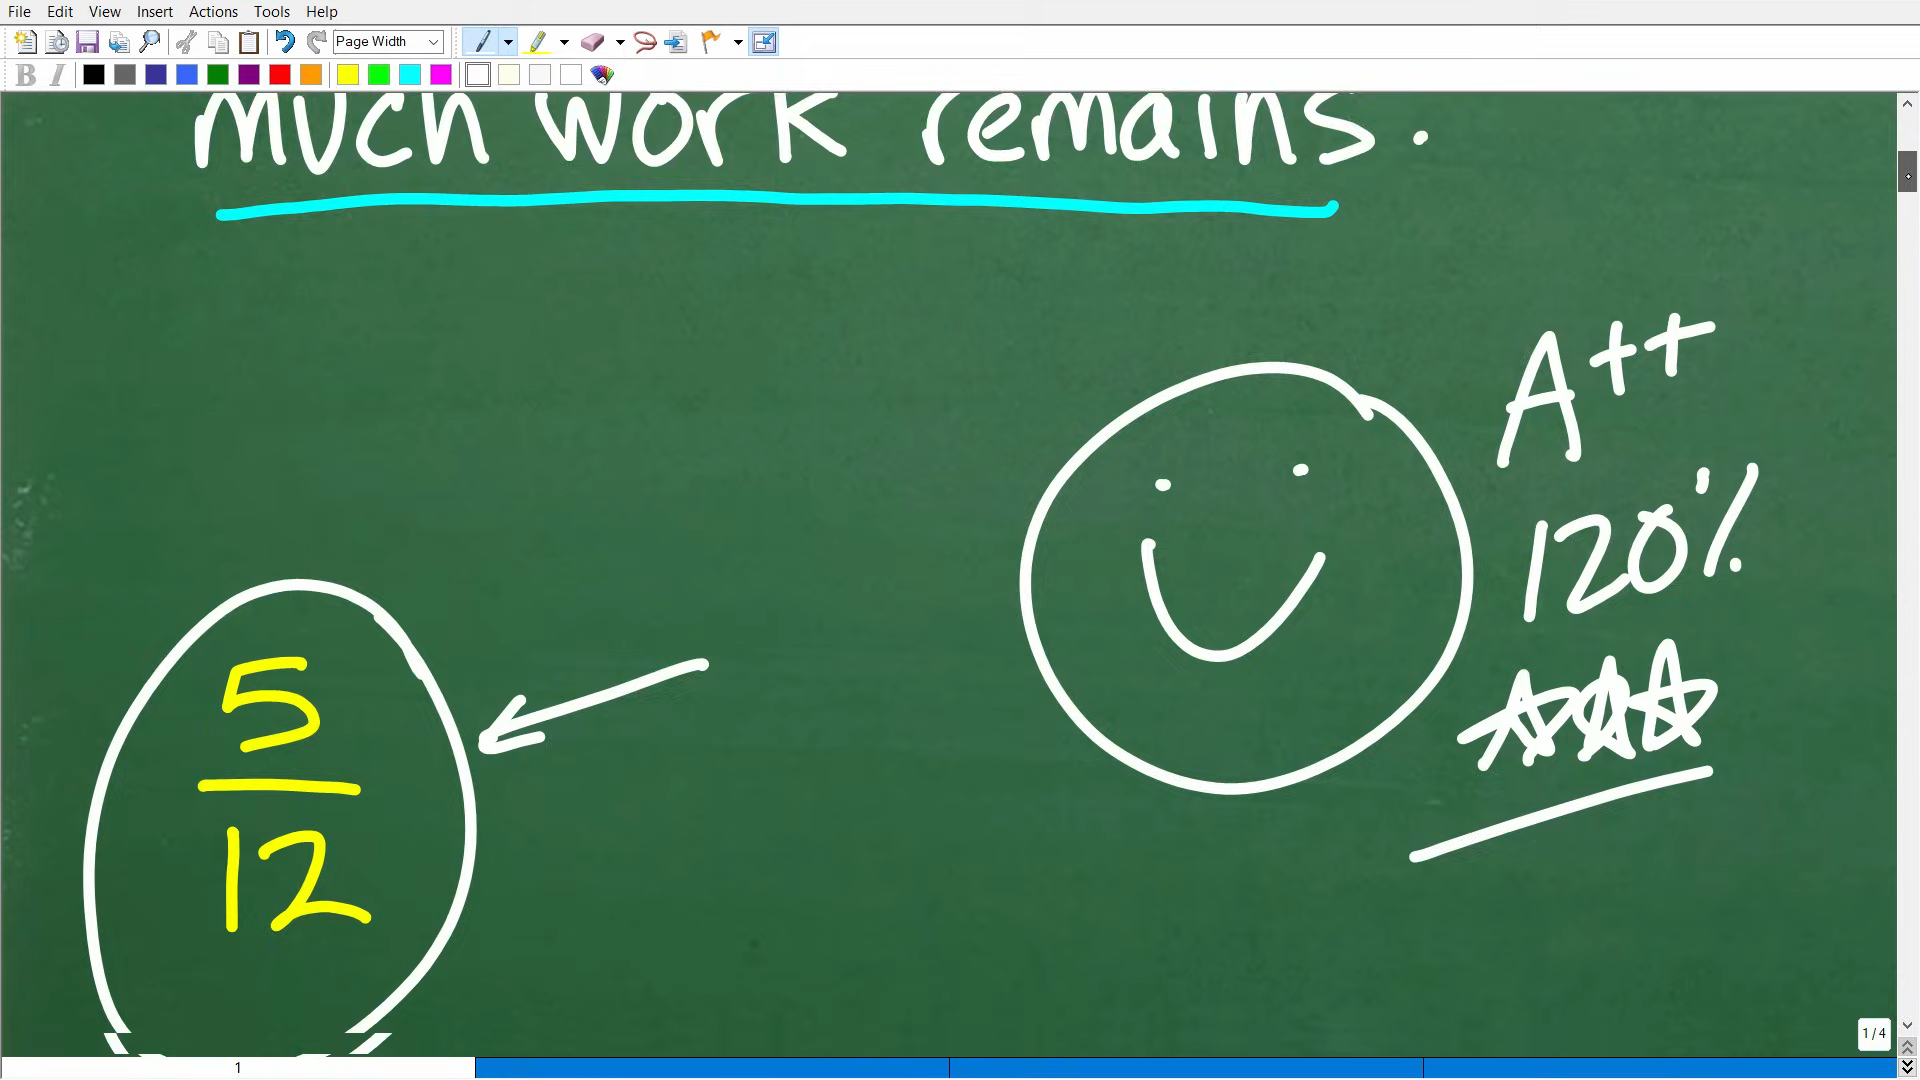 File Edit View Insert Actions Tools Help
Page Width
B I
much work remains.
A++
120%
5
12
1/4
1